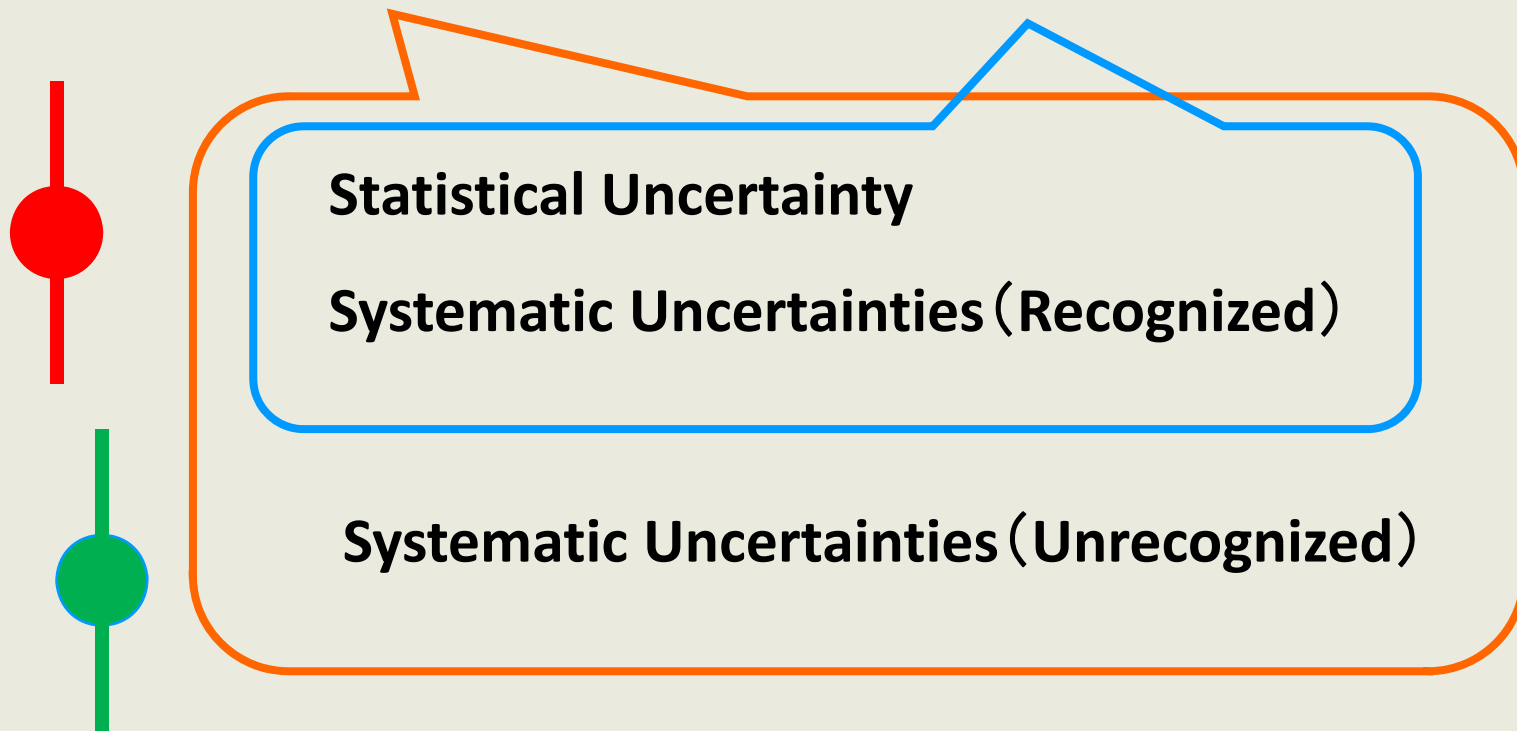 Statistical Uncertainty
Systematic Uncertainties（Recognized）
Systematic Uncertainties（Unrecognized）